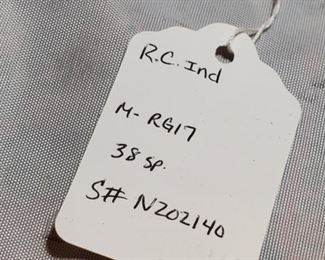 R.C. Ind
M- RG17
38 sp.
S# N202140